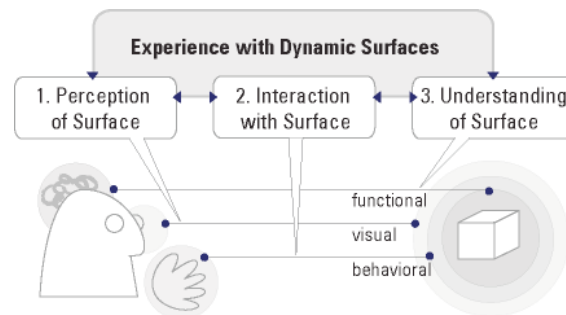 Experience with Dynamic Surfaces
1. Perception
of Surface
2. Interaction
with Surface
3. Understanding
of Surface
functional
visual
behavioral